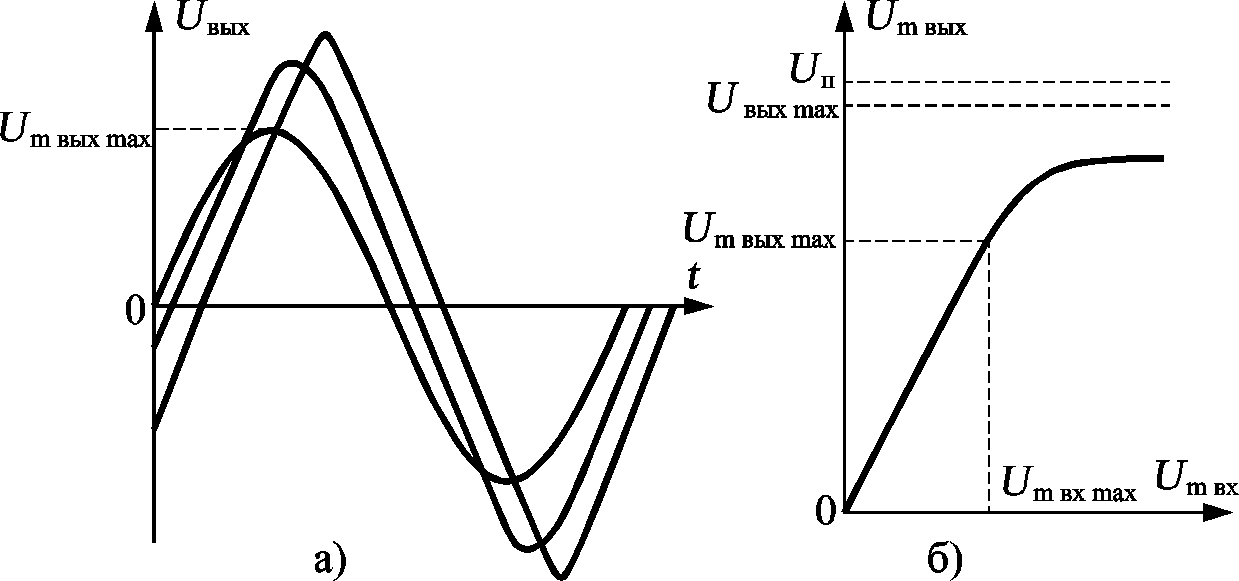 U вых
U m вых max
0
t
а)
U m вых
U п
U вых max
U m вых max
0
U m вх max
U m вх
б)